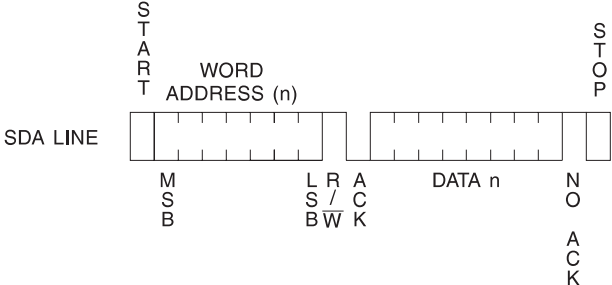 START
STOP
WORD
ADDRESS (n)
SDA LINE
MSB
LSB
R/W
ACK
DATA n
NO ACK